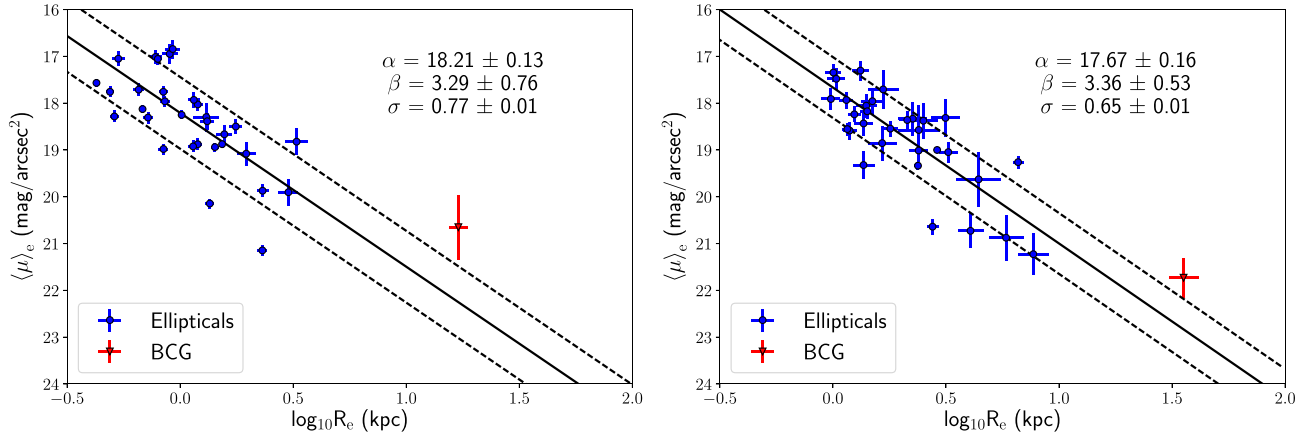 16
17
18
19
20
21
22
23
24
⟨μ⟩e (mag/arcsec²)
α = 18.21 ± 0.13
β = 3.29 ± 0.76
σ = 0.77 ± 0.01
Ellipticals
BCG
−0.5 0.0 0.5 1.0 1.5 2.0
log₁₀Rₑ (kpc)
16
17
18
19
20
21
22
23
24
⟨μ⟩e (mag/arcsec²)
α = 17.67 ± 0.16
β = 3.36 ± 0.53
σ = 0.65 ± 0.01
Ellipticals
BCG
−0.5 0.0 0.5 1.0 1.5 2.0
log₁₀Rₑ (kpc)